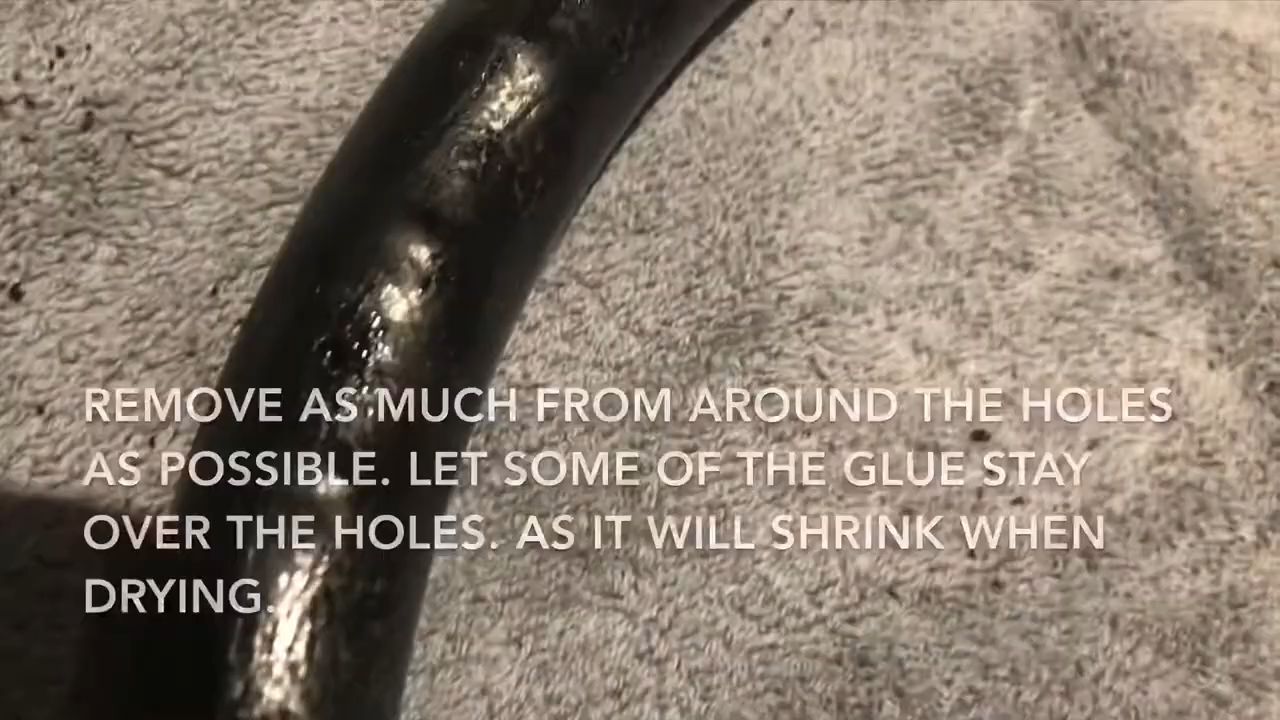 REMOVE AS MUCH FROM AROUND THE HOLES
AS POSSIBLE. LET SOME OF THE GLUE STAY
OVER THE HOLES. AS IT WILL SHRINK WHEN
DRYING.